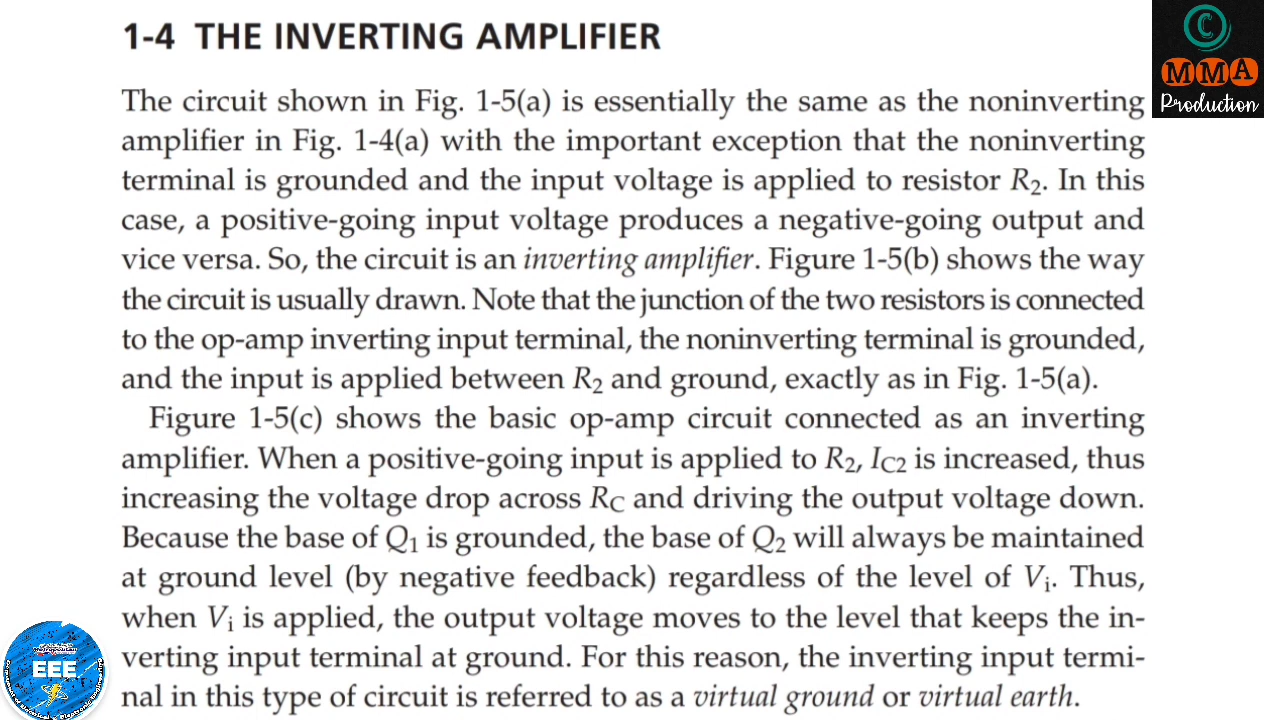 1-4 THE INVERTING AMPLIFIER
©
MMA
Production
The circuit shown in Fig. 1-5(a) is essentially the same as the noninverting
amplifier in Fig. 1-4(a) with the important exception that the noninverting
terminal is grounded and the input voltage is applied to resistor R₂. In this
case, a positive-going input voltage produces a negative-going output and
vice versa. So, the circuit is an inverting amplifier. Figure 1-5(b) shows the way
the circuit is usually drawn. Note that the junction of the two resistors is connected
to the op-amp inverting input terminal, the noninverting terminal is grounded,
and the input is applied between R₂ and ground, exactly as in Fig. 1-5(a).
Figure 1-5(c) shows the basic op-amp circuit connected as an inverting
amplifier. When a positive-going input is applied to R₂, I_C2 is increased, thus
increasing the voltage drop across R_C and driving the output voltage down.
Because the base of Q₁ is grounded, the base of Q₂ will always be maintained
at ground level (by negative feedback) regardless of the level of Vᵢ. Thus,
when Vᵢ is applied, the output voltage moves to the level that keeps the in-
verting input terminal at ground. For this reason, the inverting input termi-
nal in this type of circuit is referred to as a virtual ground or virtual earth.
EEE